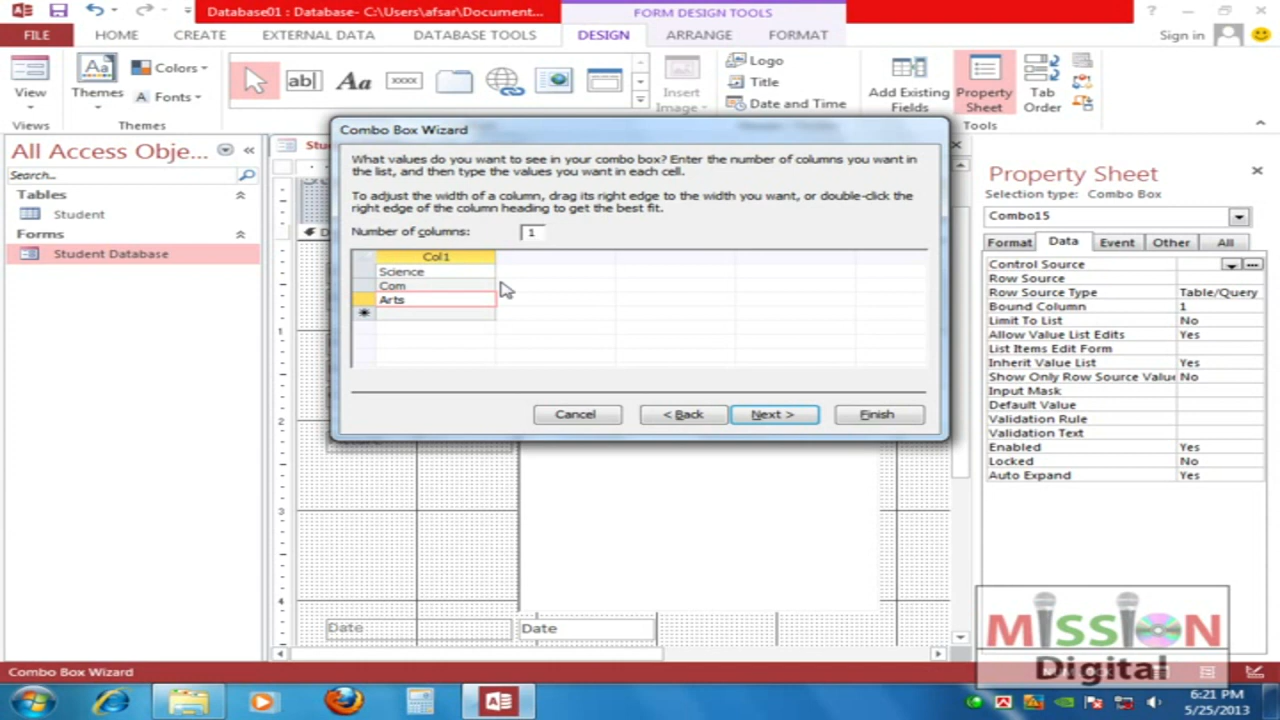 Database01 : Database- C:\Users\afsar\Document...
FORM DESIGN TOOLS
?
FILE
HOME
CREATE
EXTERNAL DATA
DATABASE TOOLS
DESIGN
ARRANGE
FORMAT
Sign in
View
Views
Aa
Themes
Colors
Fonts
Themes
ab|
Aa
XXXX
Insert
Image
Logo
Title
Date and Time
Add Existing
Fields
Property
Sheet
Tab
Order
Tools
All Access Obje...
Search...
Tables
Student
Forms
Student Database
Stu
Combo Box Wizard
What values do you want to see in your combo box? Enter the number of columns you want in
the list, and then type the values you want in each cell.
To adjust the width of a column, drag its right edge to the width you want, or double-click the
right edge of the column heading to get the best fit.
Number of columns: 1
Col1
Science
Com
Arts
Cancel
< Back
Next >
Finish
1
2
3
4
Date
Date
Property Sheet
Selection type: Combo Box
Combo15
Format Data Event Other All
Control Source
Row Source
Row Source Type Table/Query
Bound Column 1
Limit To List No
Allow Value List Edits Yes
List Items Edit Form
Inherit Value List Yes
Show Only Row Source Value No
Input Mask
Default Value
Validation Rule
Validation Text
Enabled Yes
Locked No
Auto Expand Yes
MISSION
Digital
Combo Box Wizard
6:21 PM
5/25/2013